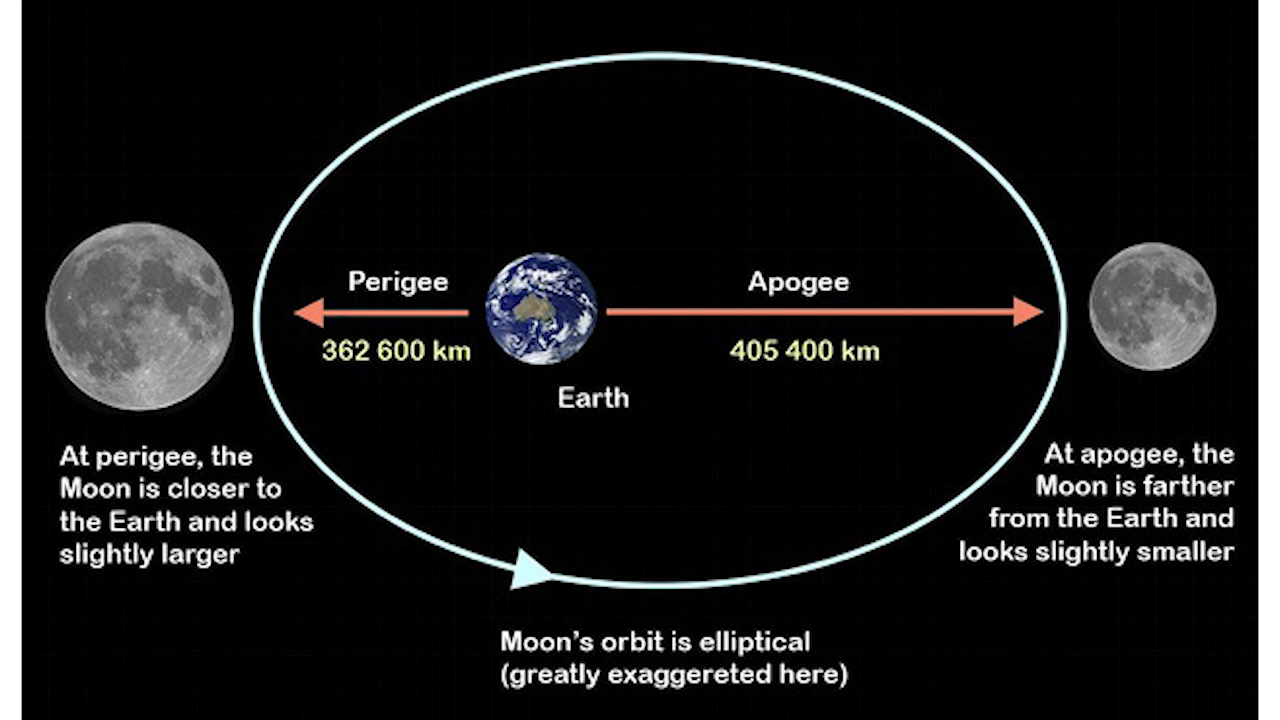 Perigee
Apogee
362 600 km
405 400 km
Earth
At perigee, the
Moon is closer to
the Earth and looks
slightly larger
At apogee, the
Moon is farther
from the Earth and
looks slightly smaller
Moon's orbit is elliptical
(greatly exaggereted here)